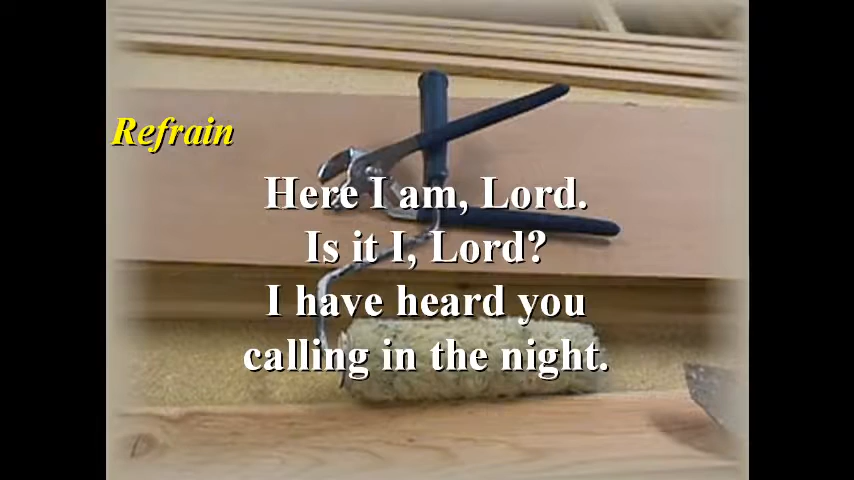 Refrain
Here I am, Lord.
Is it I, Lord?
I have heard you
calling in the night.